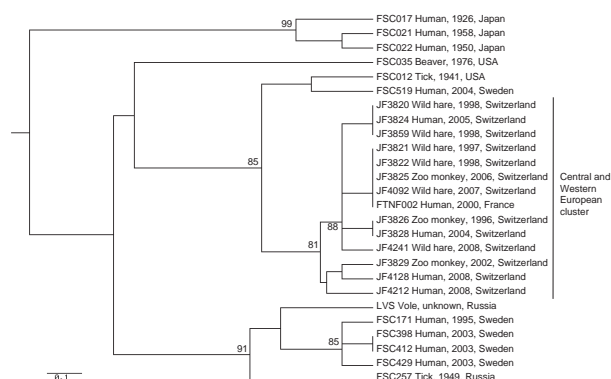 99
FSC017 Human, 1926, Japan
FSC021 Human, 1958, Japan
FSC022 Human, 1950, Japan
FSC035 Beaver, 1976, USA
FSC012 Tick, 1941, USA
FSC519 Human, 2004, Sweden
JF3820 Wild hare, 1998, Switzerland
JF3824 Human, 2005, Switzerland
JF3859 Wild hare, 1998, Switzerland
JF3821 Wild hare, 1997, Switzerland
85
JF3822 Wild hare, 1998, Switzerland
JF3825 Zoo monkey, 2006, Switzerland
JF4092 Wild hare, 2007, Switzerland
FTNF002 Human, 2000, France
Central and
Western
European
cluster
JF3826 Zoo monkey, 1996, Switzerland
88
JF3828 Human, 2004, Switzerland
81
JF4241 Wild hare, 2008, Switzerland
JF3829 Zoo monkey, 2002, Switzerland
JF4128 Human, 2008, Switzerland
JF4212 Human, 2008, Switzerland
LVS Vole, unknown, Russia
FSC171 Human, 1995, Sweden
FSC398 Human, 2003, Sweden
91
85
FSC412 Human, 2003, Sweden
FSC429 Human, 2003, Sweden
FSC257 Tick, 1949, Russia
0.1